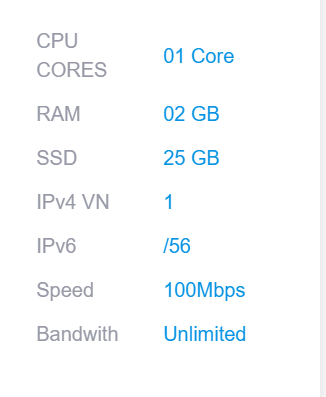 CPU
CORES
01 Core
RAM 02 GB
SSD 25 GB
IPv4 VN 1
IPv6 /56
Speed 100Mbps
Bandwith Unlimited